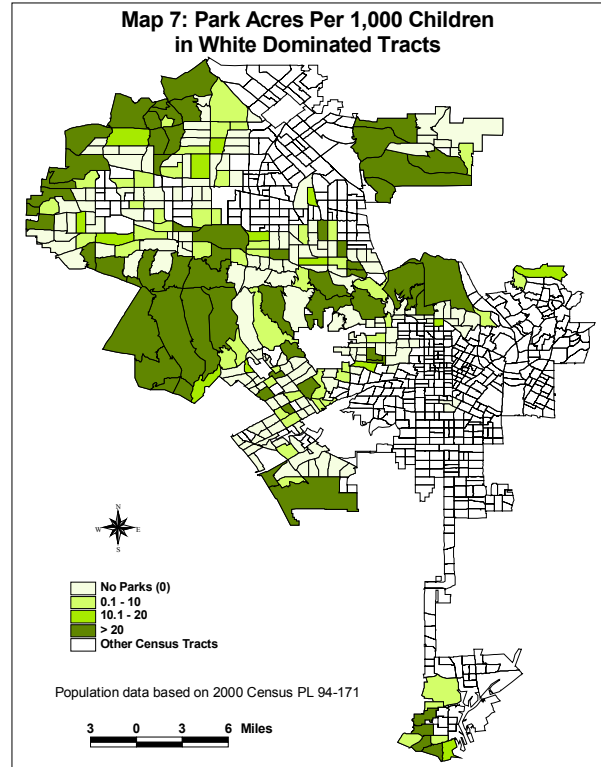 Map 7: Park Acres Per 1,000 Children
in White Dominated Tracts
N
W
E
S
No Parks (0)
0.1 - 10
10.1 - 20
> 20
Other Census Tracts
Population data based on 2000 Census PL 94-171
3 0 3 6 Miles